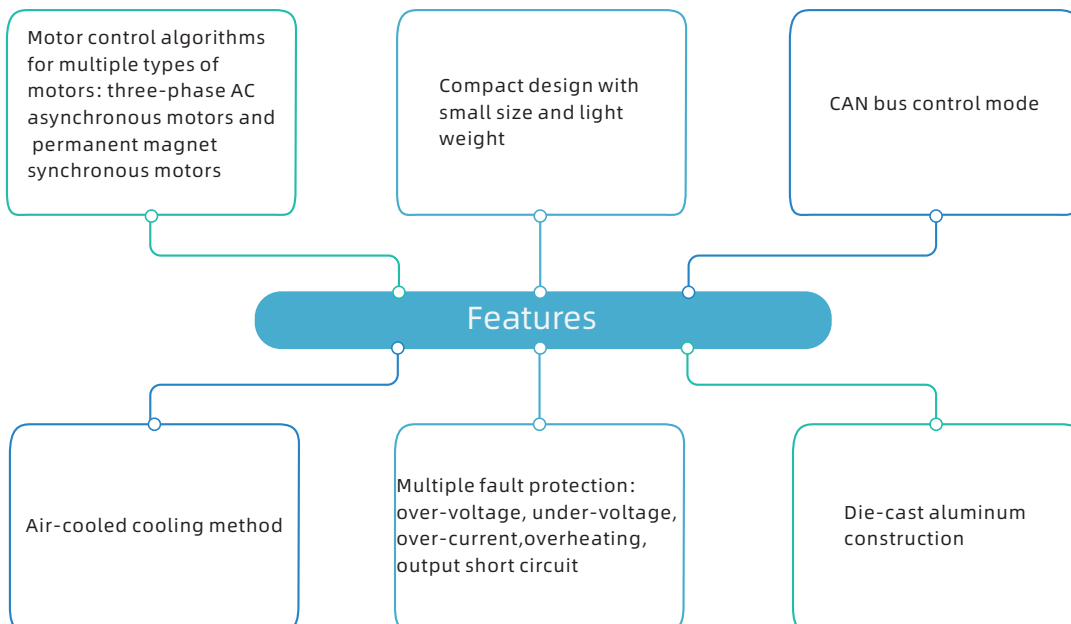 Motor control algorithms
for multiple types of
motors: three-phase AC
asynchronous motors and
permanent magnet
synchronous motors
Compact design with
small size and light
weight
CAN bus control mode
Features
Air-cooled cooling method
Multiple fault protection:
over-voltage, under-voltage,
over-current,overheating,
output short circuit
Die-cast aluminum
construction